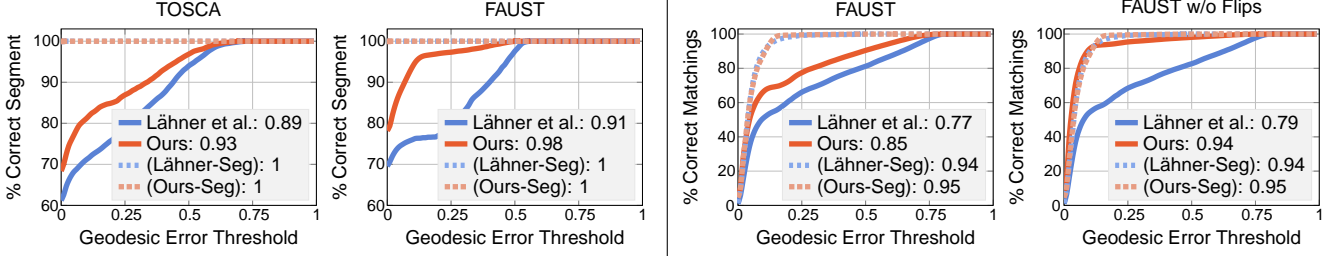 TOSCA
% Correct Segment
100
90
80
70
60
0
0.25
0.5
0.75
1
Lähner et al.: 0.89
Ours: 0.93
(Lähner-Seg): 1
(Ours-Seg): 1
Geodesic Error Threshold
FAUST
% Correct Segment
100
90
80
70
60
0
0.25
0.5
0.75
1
Lähner et al.: 0.91
Ours: 0.98
(Lähner-Seg): 1
(Ours-Seg): 1
Geodesic Error Threshold
FAUST
% Correct Matchings
100
80
60
40
20
0
0
0.25
0.5
0.75
1
Lähner et al.: 0.77
Ours: 0.85
(Lähner-Seg): 0.94
(Ours-Seg): 0.95
Geodesic Error Threshold
FAUST w/o Flips
% Correct Matchings
100
80
60
40
20
0
0
0.25
0.5
0.75
1
Lähner et al.: 0.79
Ours: 0.94
(Lähner-Seg): 0.94
(Ours-Seg): 0.95
Geodesic Error Threshold